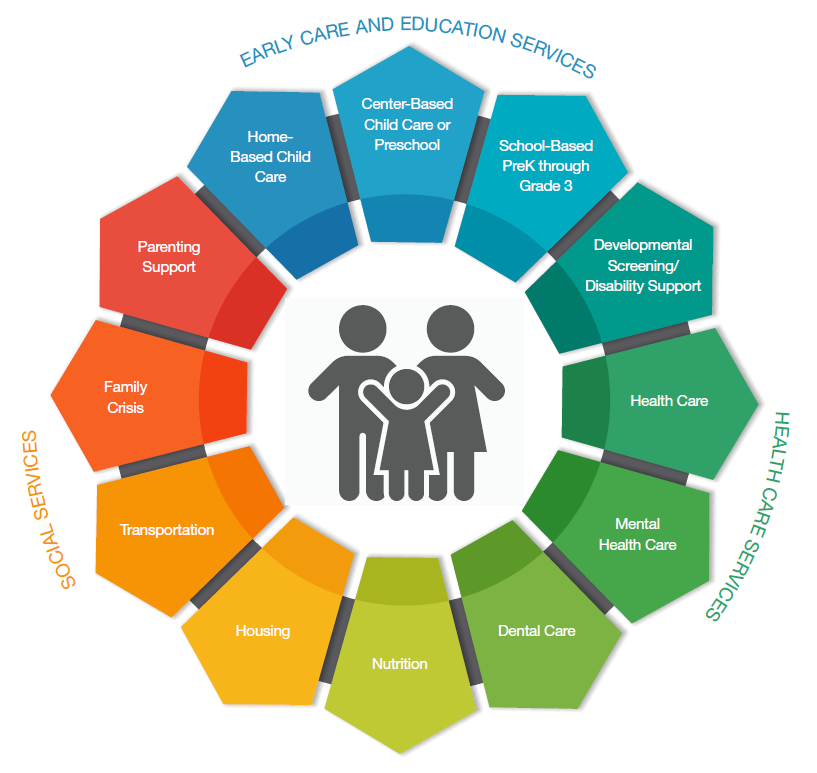 EARLY CARE AND EDUCATION SERVICES
Center-Based
Child Care or
Preschool
School-Based
PreK through
Grade 3
Developmental
Screening/
Disability Support
Health Care
Mental
Health Care
Dental Care
Nutrition
Housing
Transportation
Family
Crisis
Parenting
Support
Home-
Based Child
Care
HEALTH CARE SERVICES
SOCIAL SERVICES